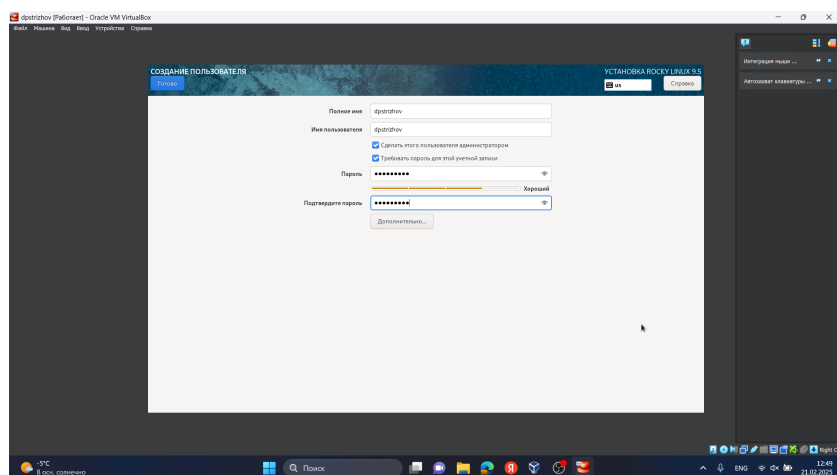 dpstrizhov [Работает] - Oracle VM VirtualBox
Файл Машина Вид Ввод Устройства Справка
Интеграция мыши ...
Автозахват клавиатуры ...
СОЗДАНИЕ ПОЛЬЗОВАТЕЛЯ
УСТАНОВКА ROCKY LINUX 9.5
Готово
us
Справка
Полное имя dpstrizhov
Имя пользователя dpstrizhov
Сделать этого пользователя администратором
Требовать пароль для этой учетной записи
Пароль •••••••••
Хороший
Подтвердите пароль •••••••••
Дополнительно...
Right C
-5°C
В осн. солнечно
Поиск
ENG
12:49
21.02.2025